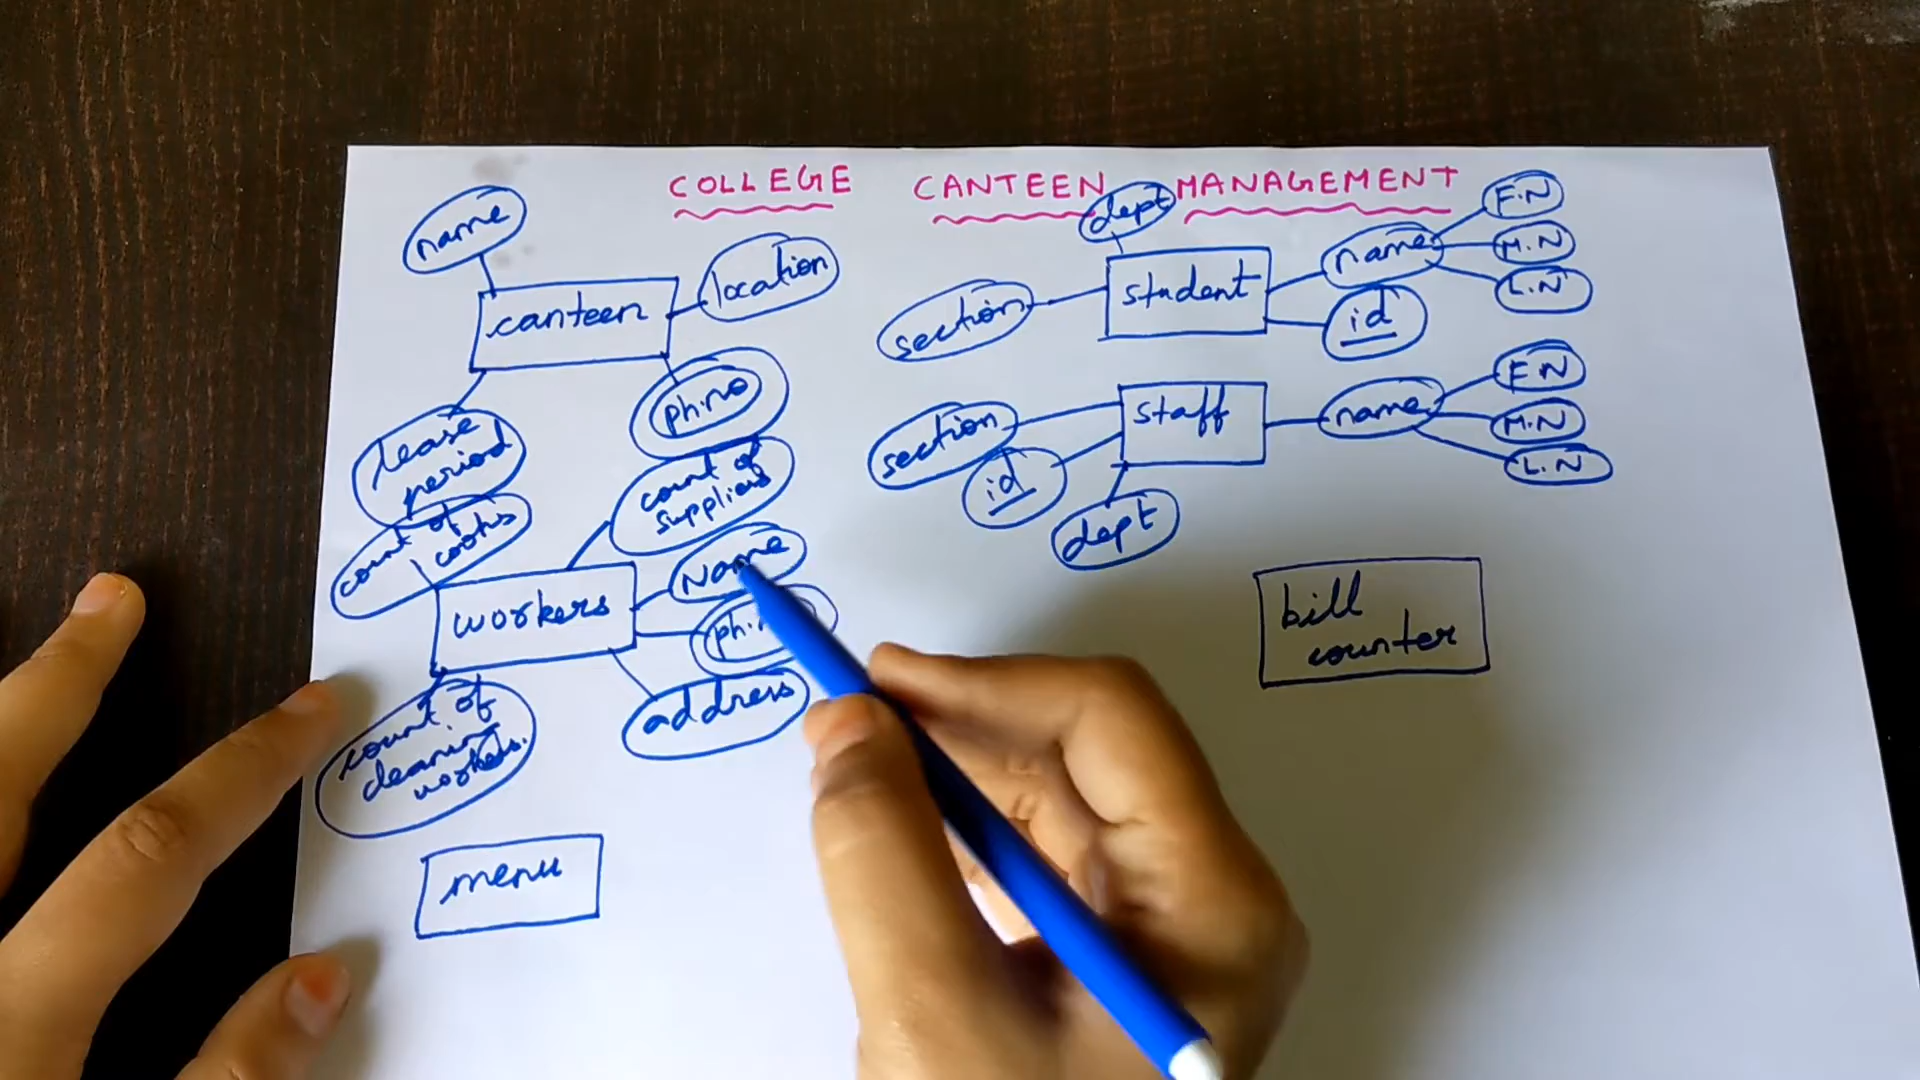 COLLEGE CANTEEN MANAGEMENT
name
canteen
location
ph.no
lease
period
count of
cooks
count of
suppliers
workers
Name
address
count of
cleaning
workers.
menu
dept
student
section
name
F.N
M.N
L.N
id
staff
section
id
dept
name
F.N
M.N
L.N
bill
counter